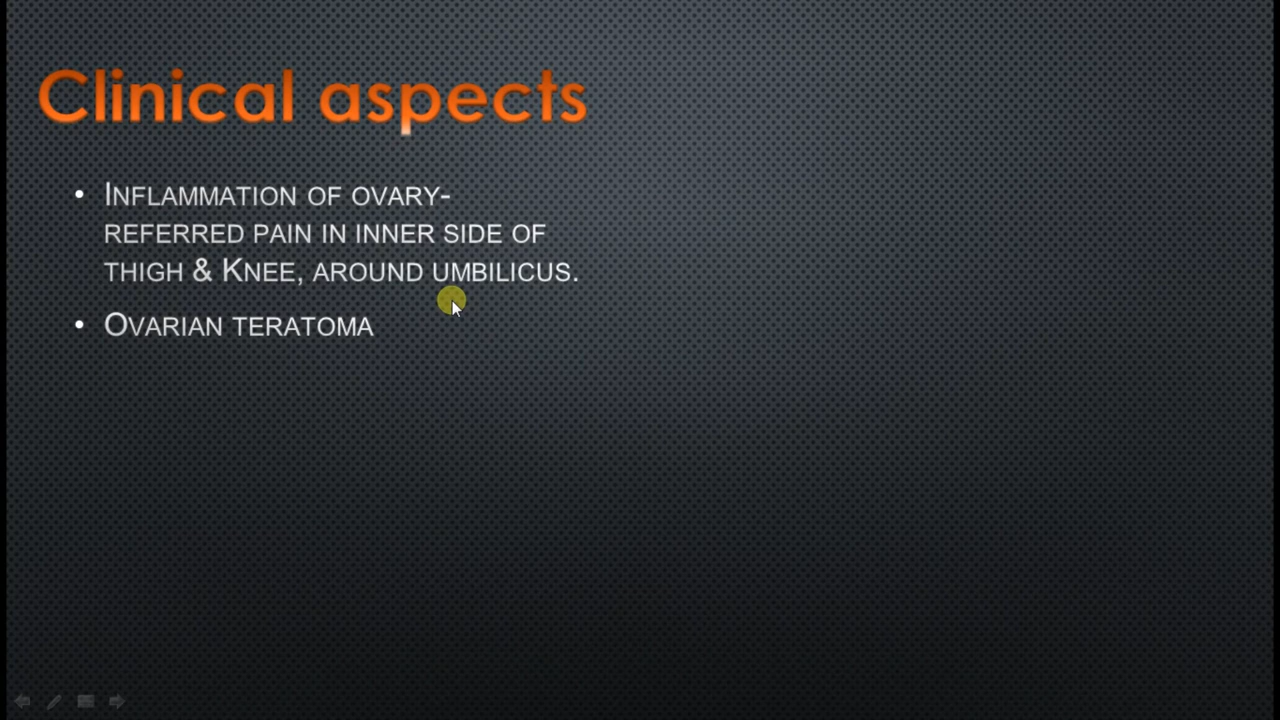 Clinical aspects
• Inflammation of ovary-
referred pain in inner side of
thigh & Knee, around umbilicus.
• Ovarian teratoma